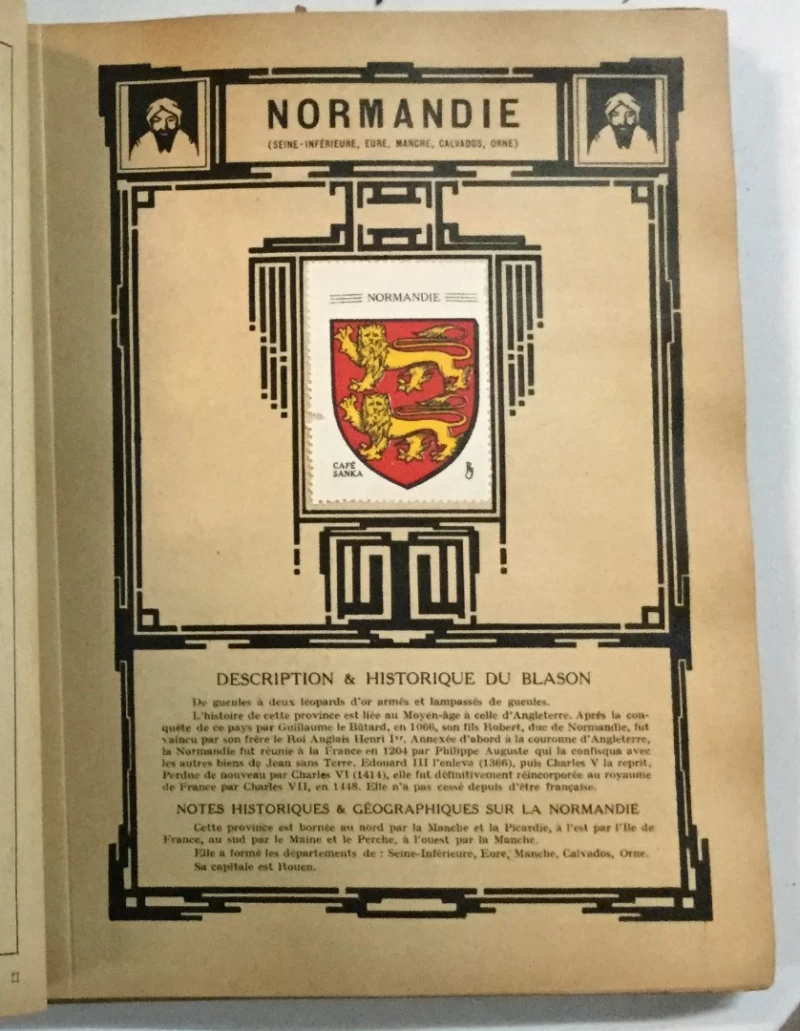 NORMANDIE
(SEINE-INFÉRIEURE, EURE, MANCHE, CALVADOS, ORNE)
NORMANDIE
CAFÉ
SANKA
DESCRIPTION & HISTORIQUE DU BLASON
De gueules à deux léopards d'or armés et lampassés de gueules.
L'histoire de cette province est liée au Moyen-âge à celle d'Angleterre. Après la con-
quête de ce pays par Guillaume le Bâtard, en 1066, son fils Robert, duc de Normandie, fut
vaincu par son frère le Roi Anglais Henri Ier. Annexée d'abord à la couronne d'Angleterre,
la Normandie fut réunie à la France en 1204 par Philippe Auguste qui la confisqua avec
les autres biens de Jean sans Terre. Edouard III l'enleva (1366), puis Charles V la reprit.
Perdue de nouveau par Charles VI (1414), elle fut définitivement réincorporée au royaume
de France par Charles VII, en 1448. Elle n'a pas cessé depuis d'être française.
NOTES HISTORIQUES & GÉOGRAPHIQUES SUR LA NORMANDIE
Cette province est bornée au nord par la Manche et la Picardie, à l'est par l'Ile de
France, au sud par le Maine et le Perche, à l'ouest par la Manche.
Elle a formé les départements de : Seine-Inférieure, Eure, Manche, Calvados, Orne.
Sa capitale est Rouen.